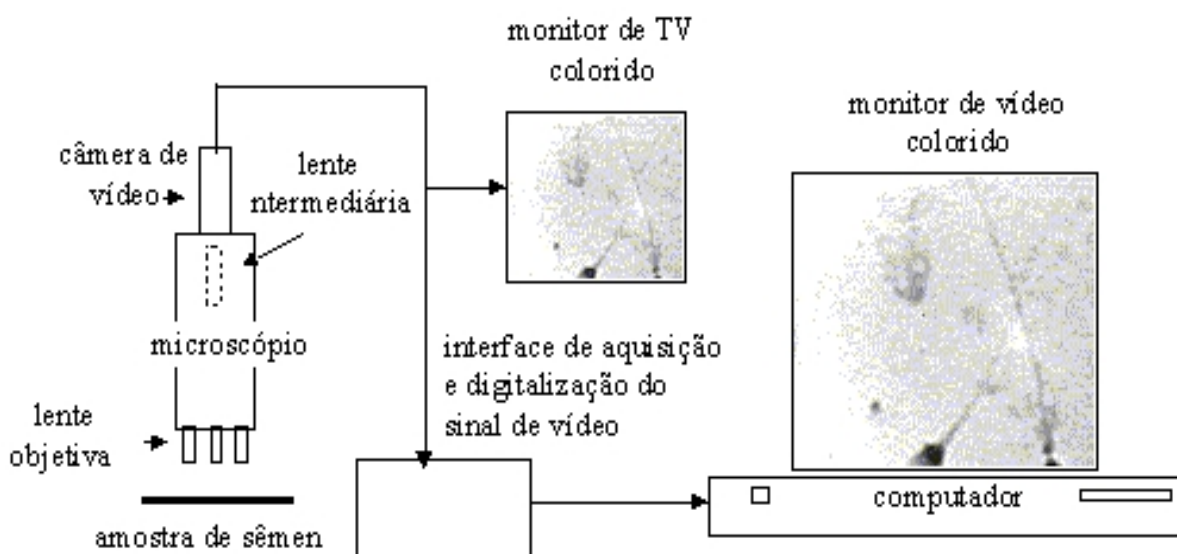 monitor de TV
colorido
monitor de vídeo
colorido
câmera de
vídeo
lente
ntermediária
microscópio
interface de aquisição
e digitalização do
sinal de vídeo
lente
objetiva
computador
amostra de sêmen